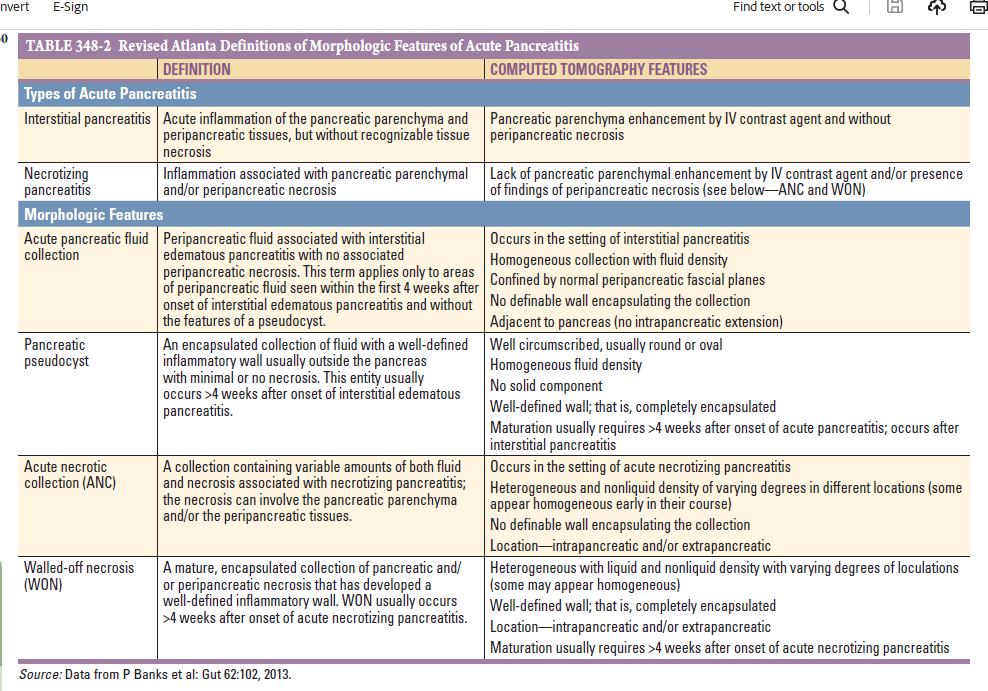 nvert E-Sign Find text or tools
0
TABLE 348-2 Revised Atlanta Definitions of Morphologic Features of Acute Pancreatitis
DEFINITION COMPUTED TOMOGRAPHY FEATURES
Types of Acute Pancreatitis
Interstitial pancreatitis
Acute inflammation of the pancreatic parenchyma and
peripancreatic tissues, but without recognizable tissue
necrosis
Pancreatic parenchyma enhancement by IV contrast agent and without
peripancreatic necrosis
Necrotizing
pancreatitis
Inflammation associated with pancreatic parenchymal
and/or peripancreatic necrosis
Lack of pancreatic parenchymal enhancement by IV contrast agent and/or presence
of findings of peripancreatic necrosis (see below—ANC and WON)
Morphologic Features
Acute pancreatic fluid
collection
Peripancreatic fluid associated with interstitial
edematous pancreatitis with no associated
peripancreatic necrosis. This term applies only to areas
of peripancreatic fluid seen within the first 4 weeks after
onset of interstitial edematous pancreatitis and without
the features of a pseudocyst.
Occurs in the setting of interstitial pancreatitis
Homogeneous collection with fluid density
Confined by normal peripancreatic fascial planes
No definable wall encapsulating the collection
Adjacent to pancreas (no intrapancreatic extension)
Pancreatic
pseudocyst
An encapsulated collection of fluid with a well-defined
inflammatory wall usually outside the pancreas
with minimal or no necrosis. This entity usually
occurs >4 weeks after onset of interstitial edematous
pancreatitis.
Well circumscribed, usually round or oval
Homogeneous fluid density
No solid component
Well-defined wall; that is, completely encapsulated
Maturation usually requires >4 weeks after onset of acute pancreatitis; occurs after
interstitial pancreatitis
Acute necrotic
collection (ANC)
A collection containing variable amounts of both fluid
and necrosis associated with necrotizing pancreatitis;
the necrosis can involve the pancreatic parenchyma
and/or the peripancreatic tissues.
Occurs in the setting of acute necrotizing pancreatitis
Heterogeneous and nonliquid density of varying degrees in different locations (some
appear homogeneous early in their course)
No definable wall encapsulating the collection
Location—intrapancreatic and/or extrapancreatic
Walled-off necrosis
(WON)
A mature, encapsulated collection of pancreatic and/
or peripancreatic necrosis that has developed a
well-defined inflammatory wall. WON usually occurs
>4 weeks after onset of acute necrotizing pancreatitis.
Heterogeneous with liquid and nonliquid density with varying degrees of loculations
(some may appear homogeneous)
Well-defined wall; that is, completely encapsulated
Location—intrapancreatic and/or extrapancreatic
Maturation usually requires >4 weeks after onset of acute necrotizing pancreatitis
Source: Data from P Banks et al: Gut 62:102, 2013.